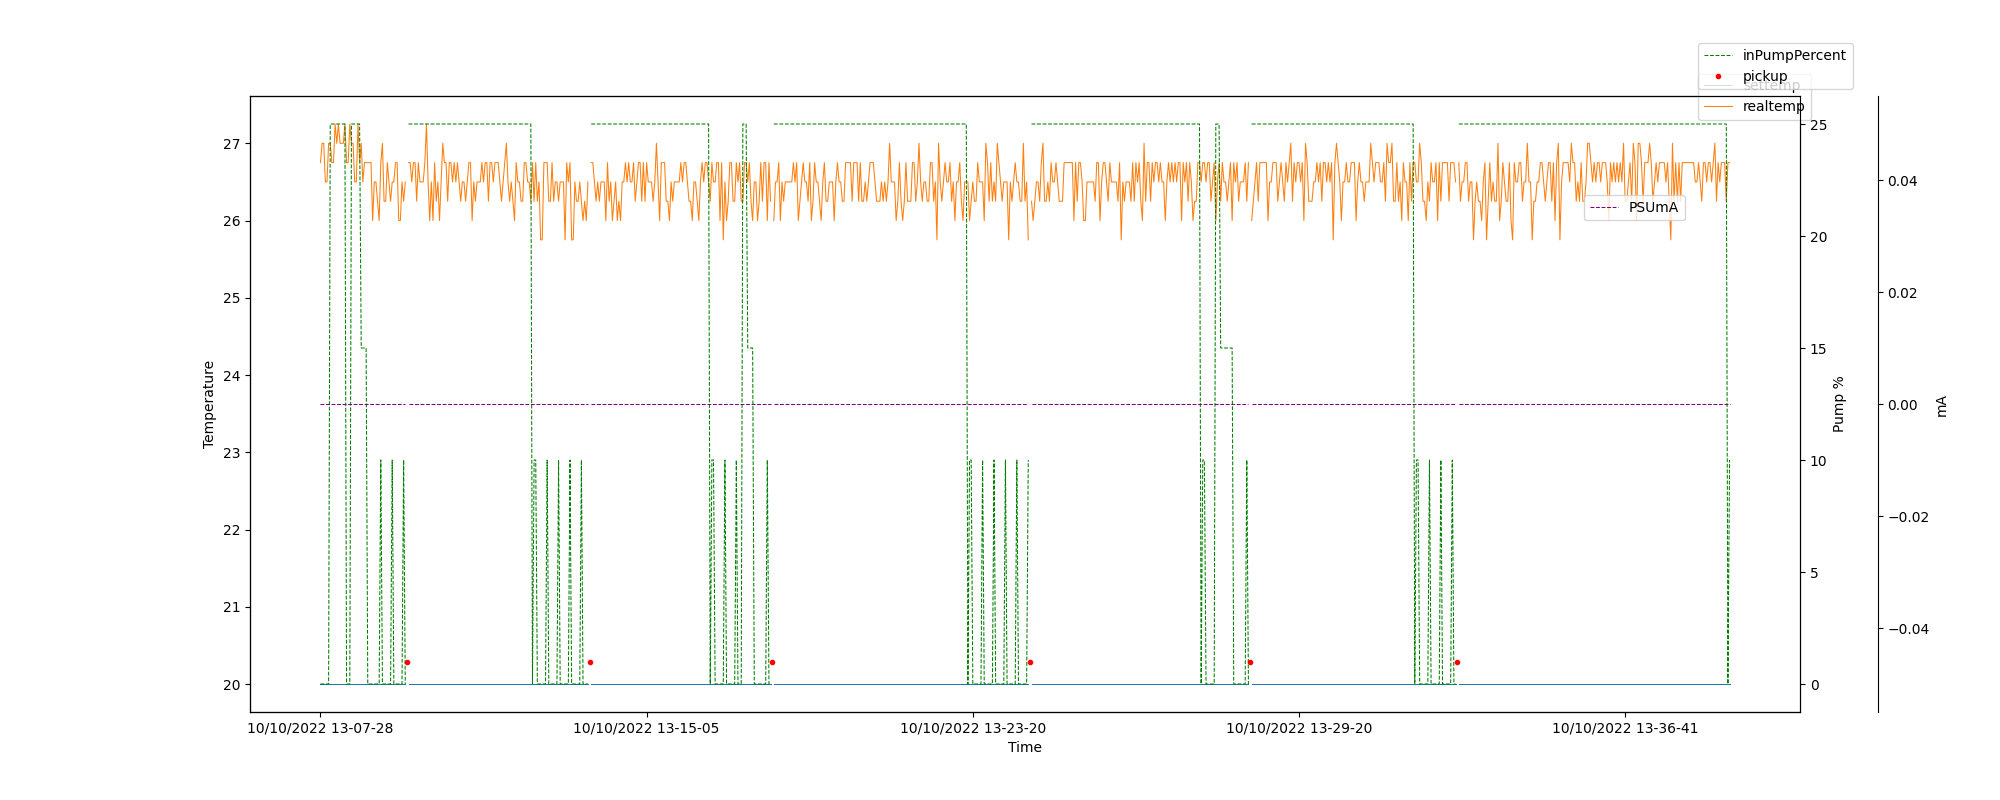 inPumpPercent
pickup
settemp
realtemp
PSUmA
27
26
25
24
23
22
21
20
Temperature
25
20
15
10
5
0
Pump %
0.04
0.02
0.00
−0.02
−0.04
mA
10/10/2022 13-07-28
10/10/2022 13-15-05
10/10/2022 13-23-20
10/10/2022 13-29-20
10/10/2022 13-36-41
Time